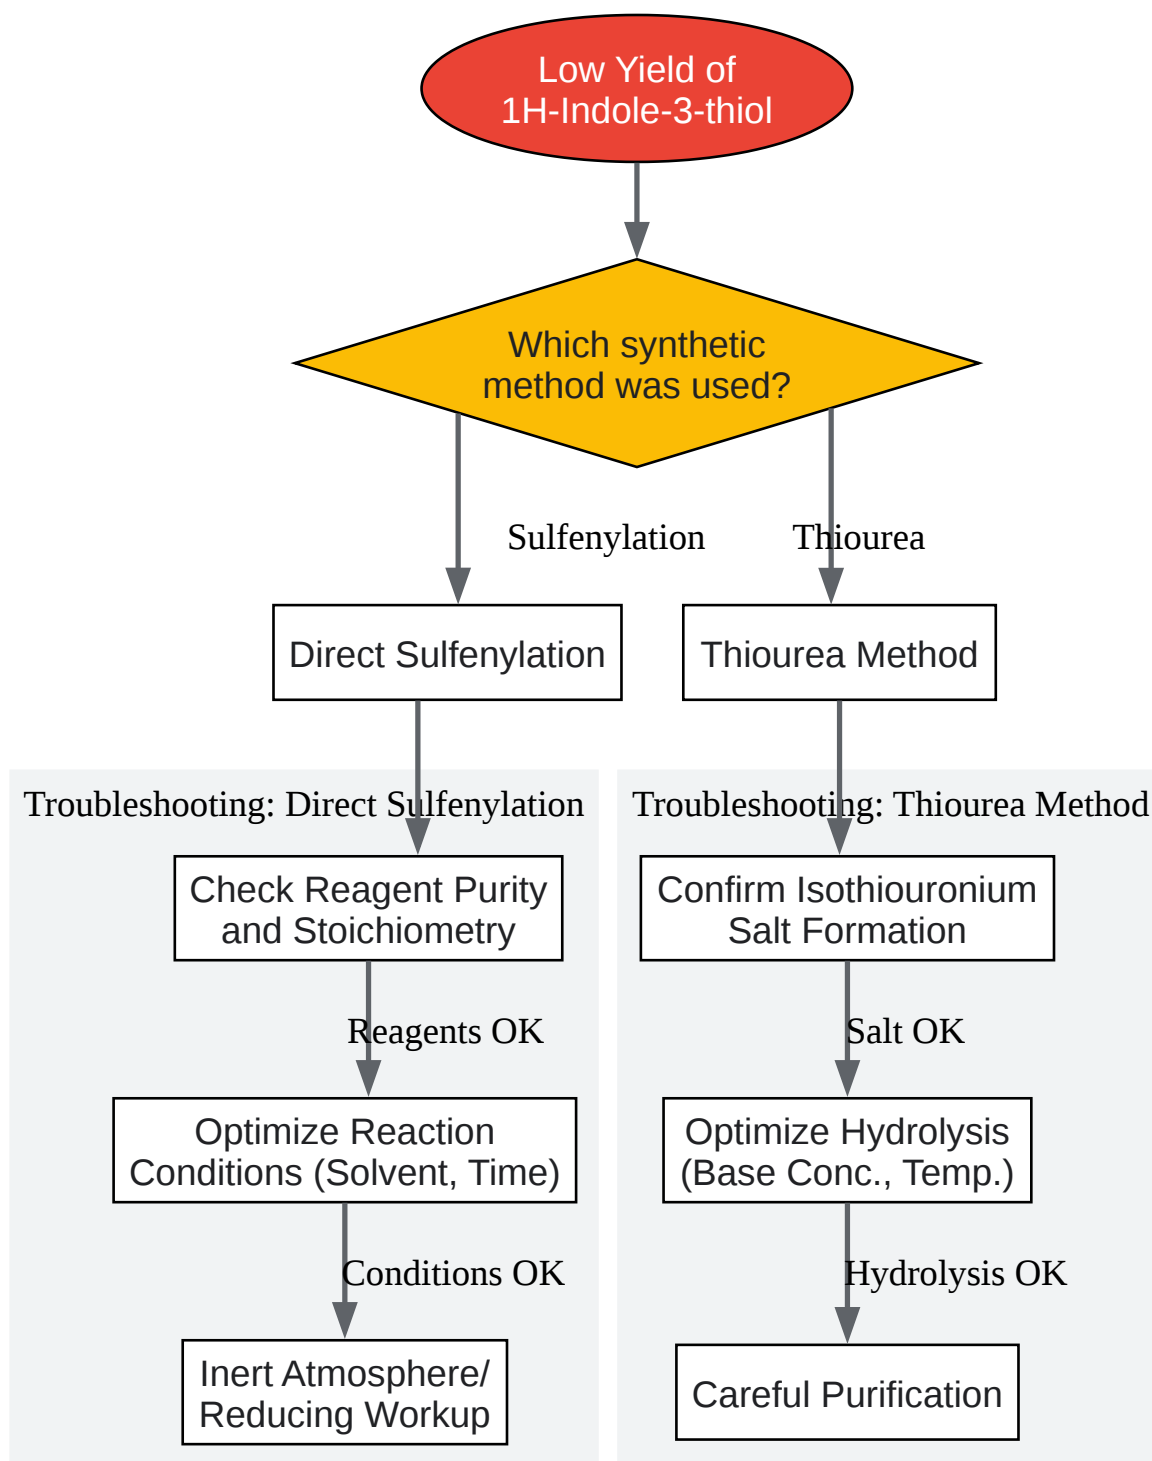 Low Yield of
1H-Indole-3-thiol
Which synthetic
method was used?
Sulfenylation
Thiourea
Direct Sulfenylation
Thiourea Method
Troubleshooting: Direct Sulfenylation
Check Reagent Purity
and Stoichiometry
Reagents OK
Optimize Reaction
Conditions (Solvent, Time)
Conditions OK
Inert Atmosphere/
Reducing Workup
Troubleshooting: Thiourea Method
Confirm Isothiouronium
Salt Formation
Salt OK
Optimize Hydrolysis
(Base Conc., Temp.)
Hydrolysis OK
Careful Purification